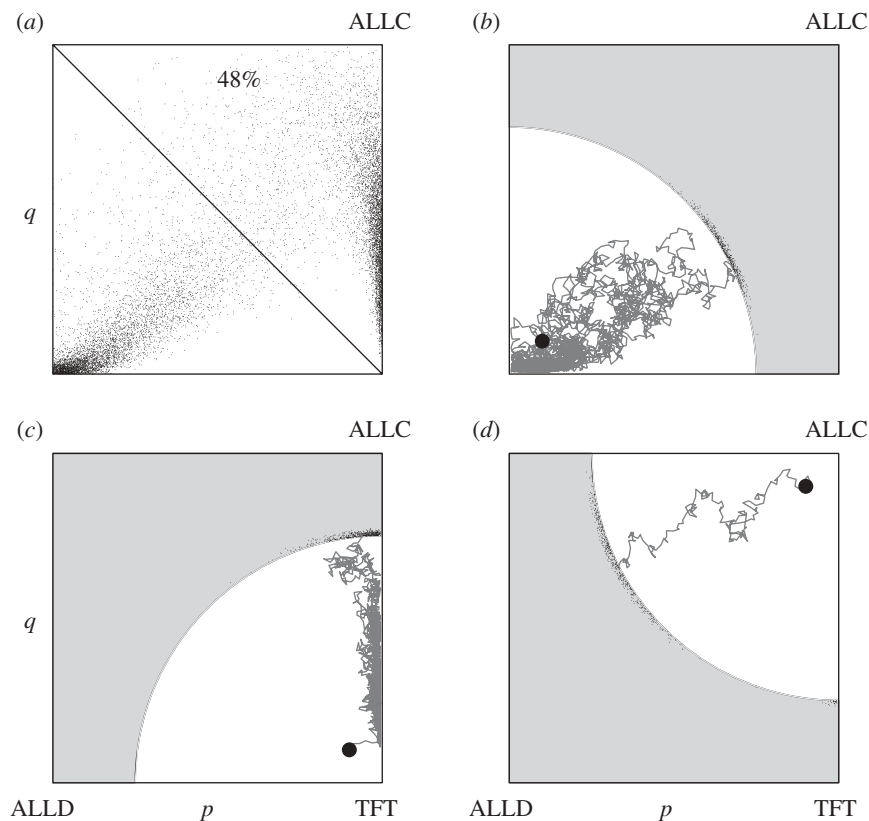 (a) ALLC (b) ALLC
48%
q
(c) ALLC (d) ALLC
q
ALLD p TFT ALLD p TFT